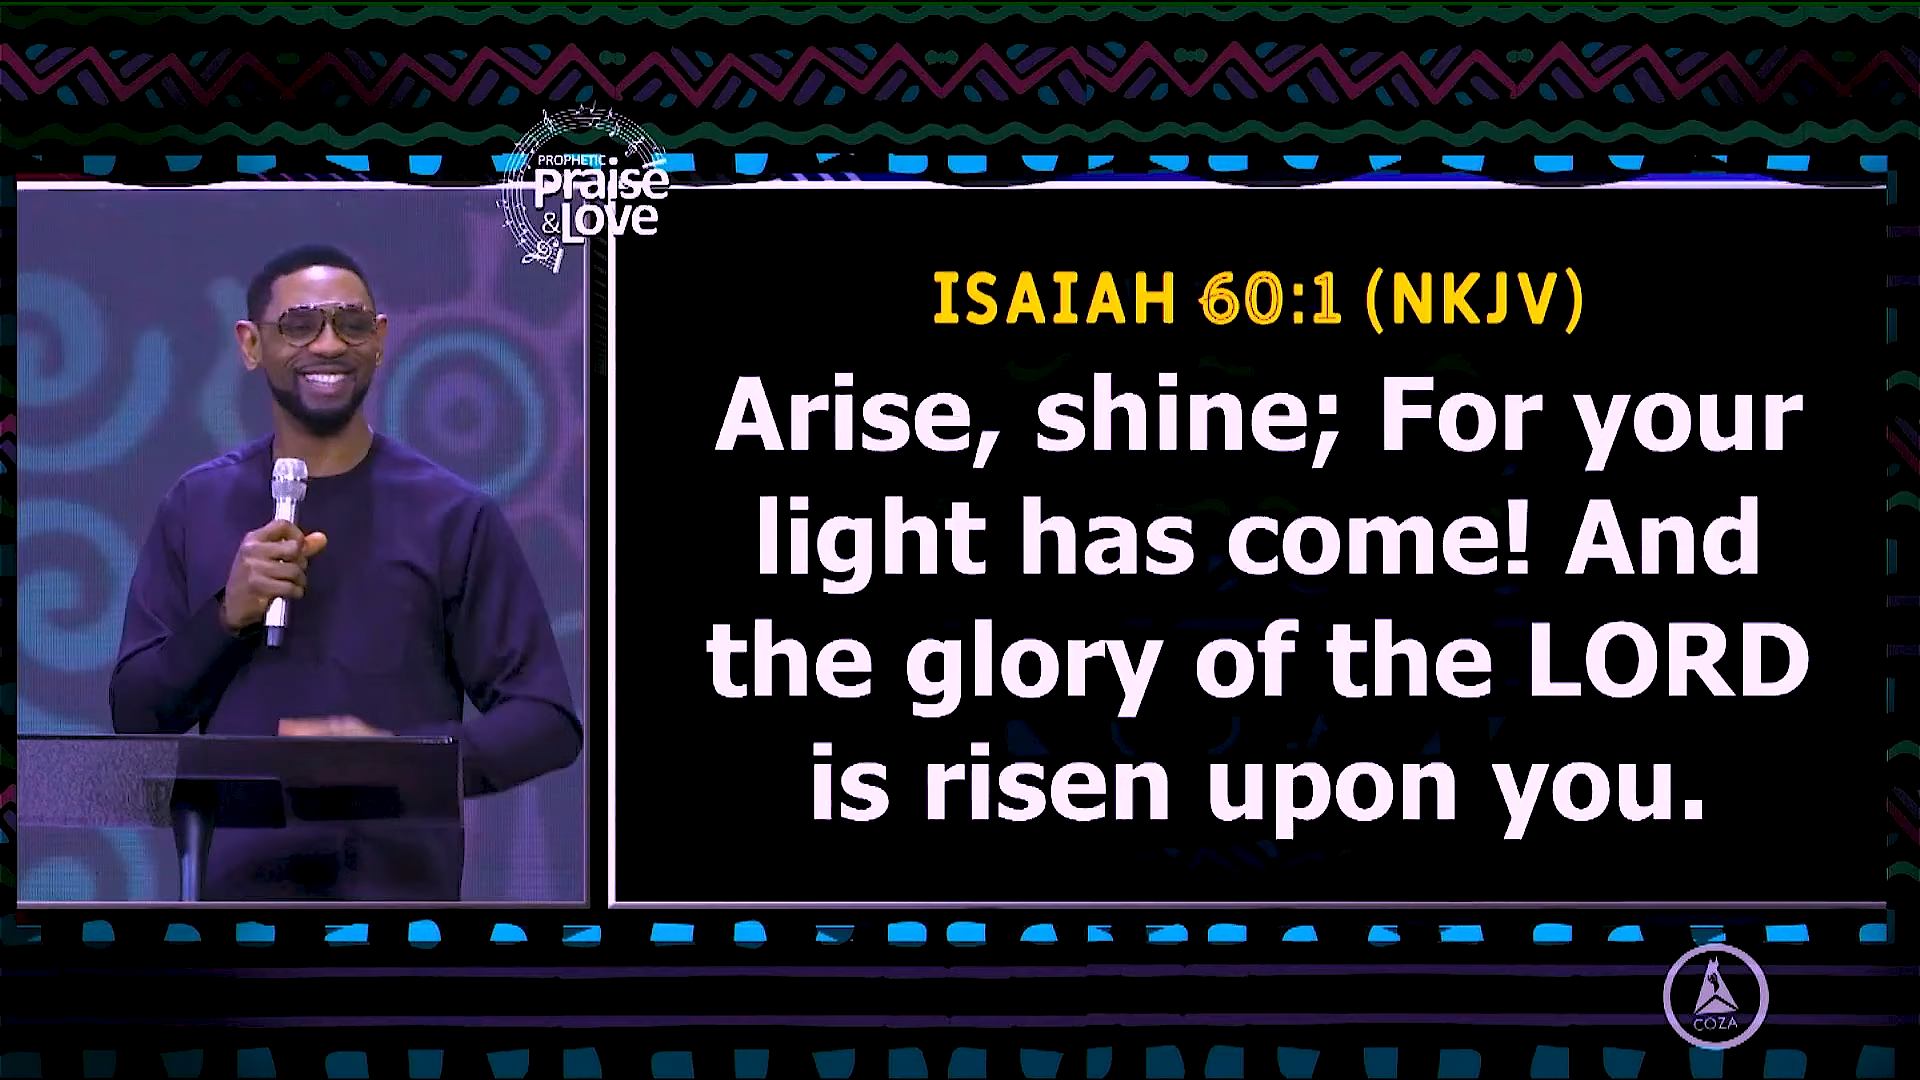 PROPHETIC
Praise
&Love
ISAIAH 60:1 (NKJV)
Arise, shine; For your
light has come! And
the glory of the LORD
is risen upon you.
COZA